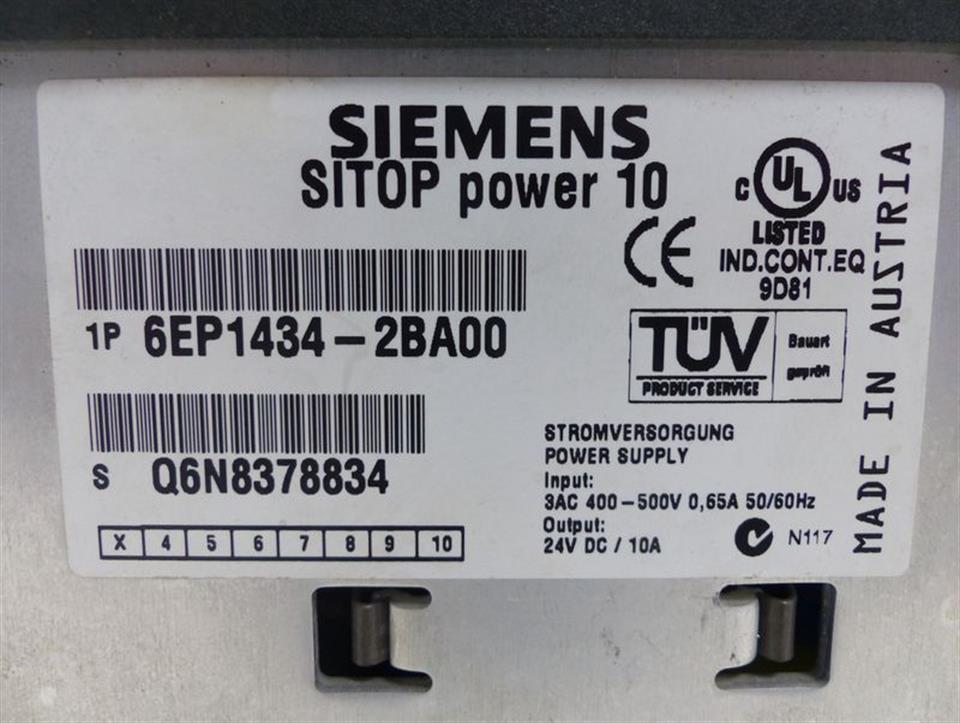 SIEMENS
SITOP power 10
C UL US
LISTED
IND.CONT.EQ
9D81
CE
1P 6EP1434-2BA00
TÜV
PRODUCT SERVICE
Bauart
geprüft
S Q6N8378834
STROMVERSORGUNG
POWER SUPPLY
Input:
3AC 400-500V 0,65A 50/60Hz
Output:
24V DC / 10A
N117
X 4 5 6 7 8 9 10
MADE IN AUSTRIA